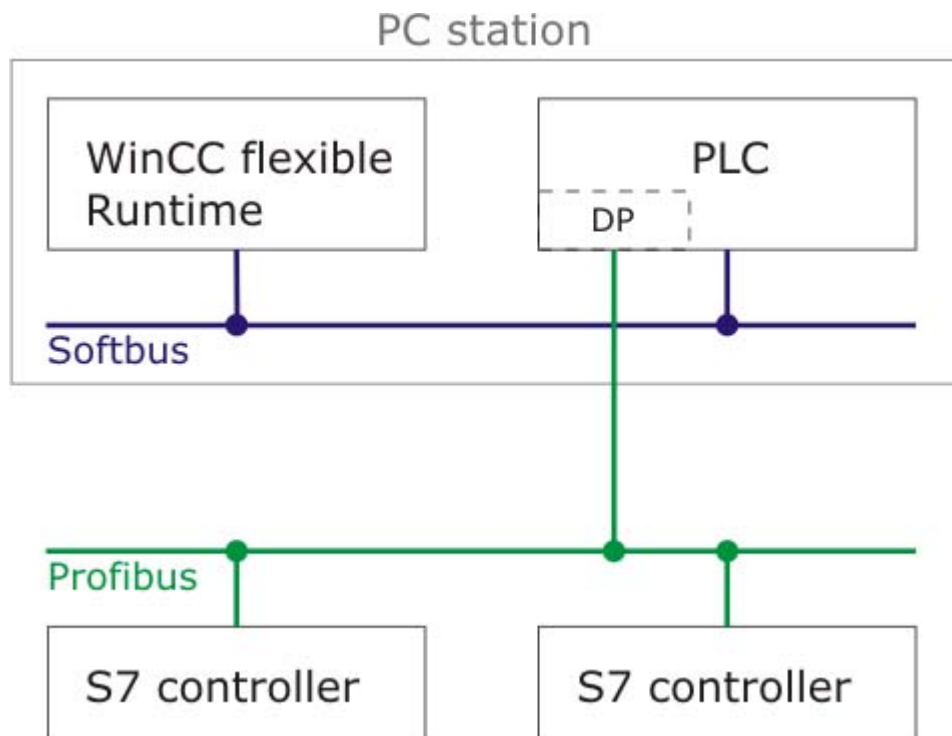 PC station
WinCC flexible
Runtime
PLC
DP
Softbus
Profibus
S7 controller
S7 controller